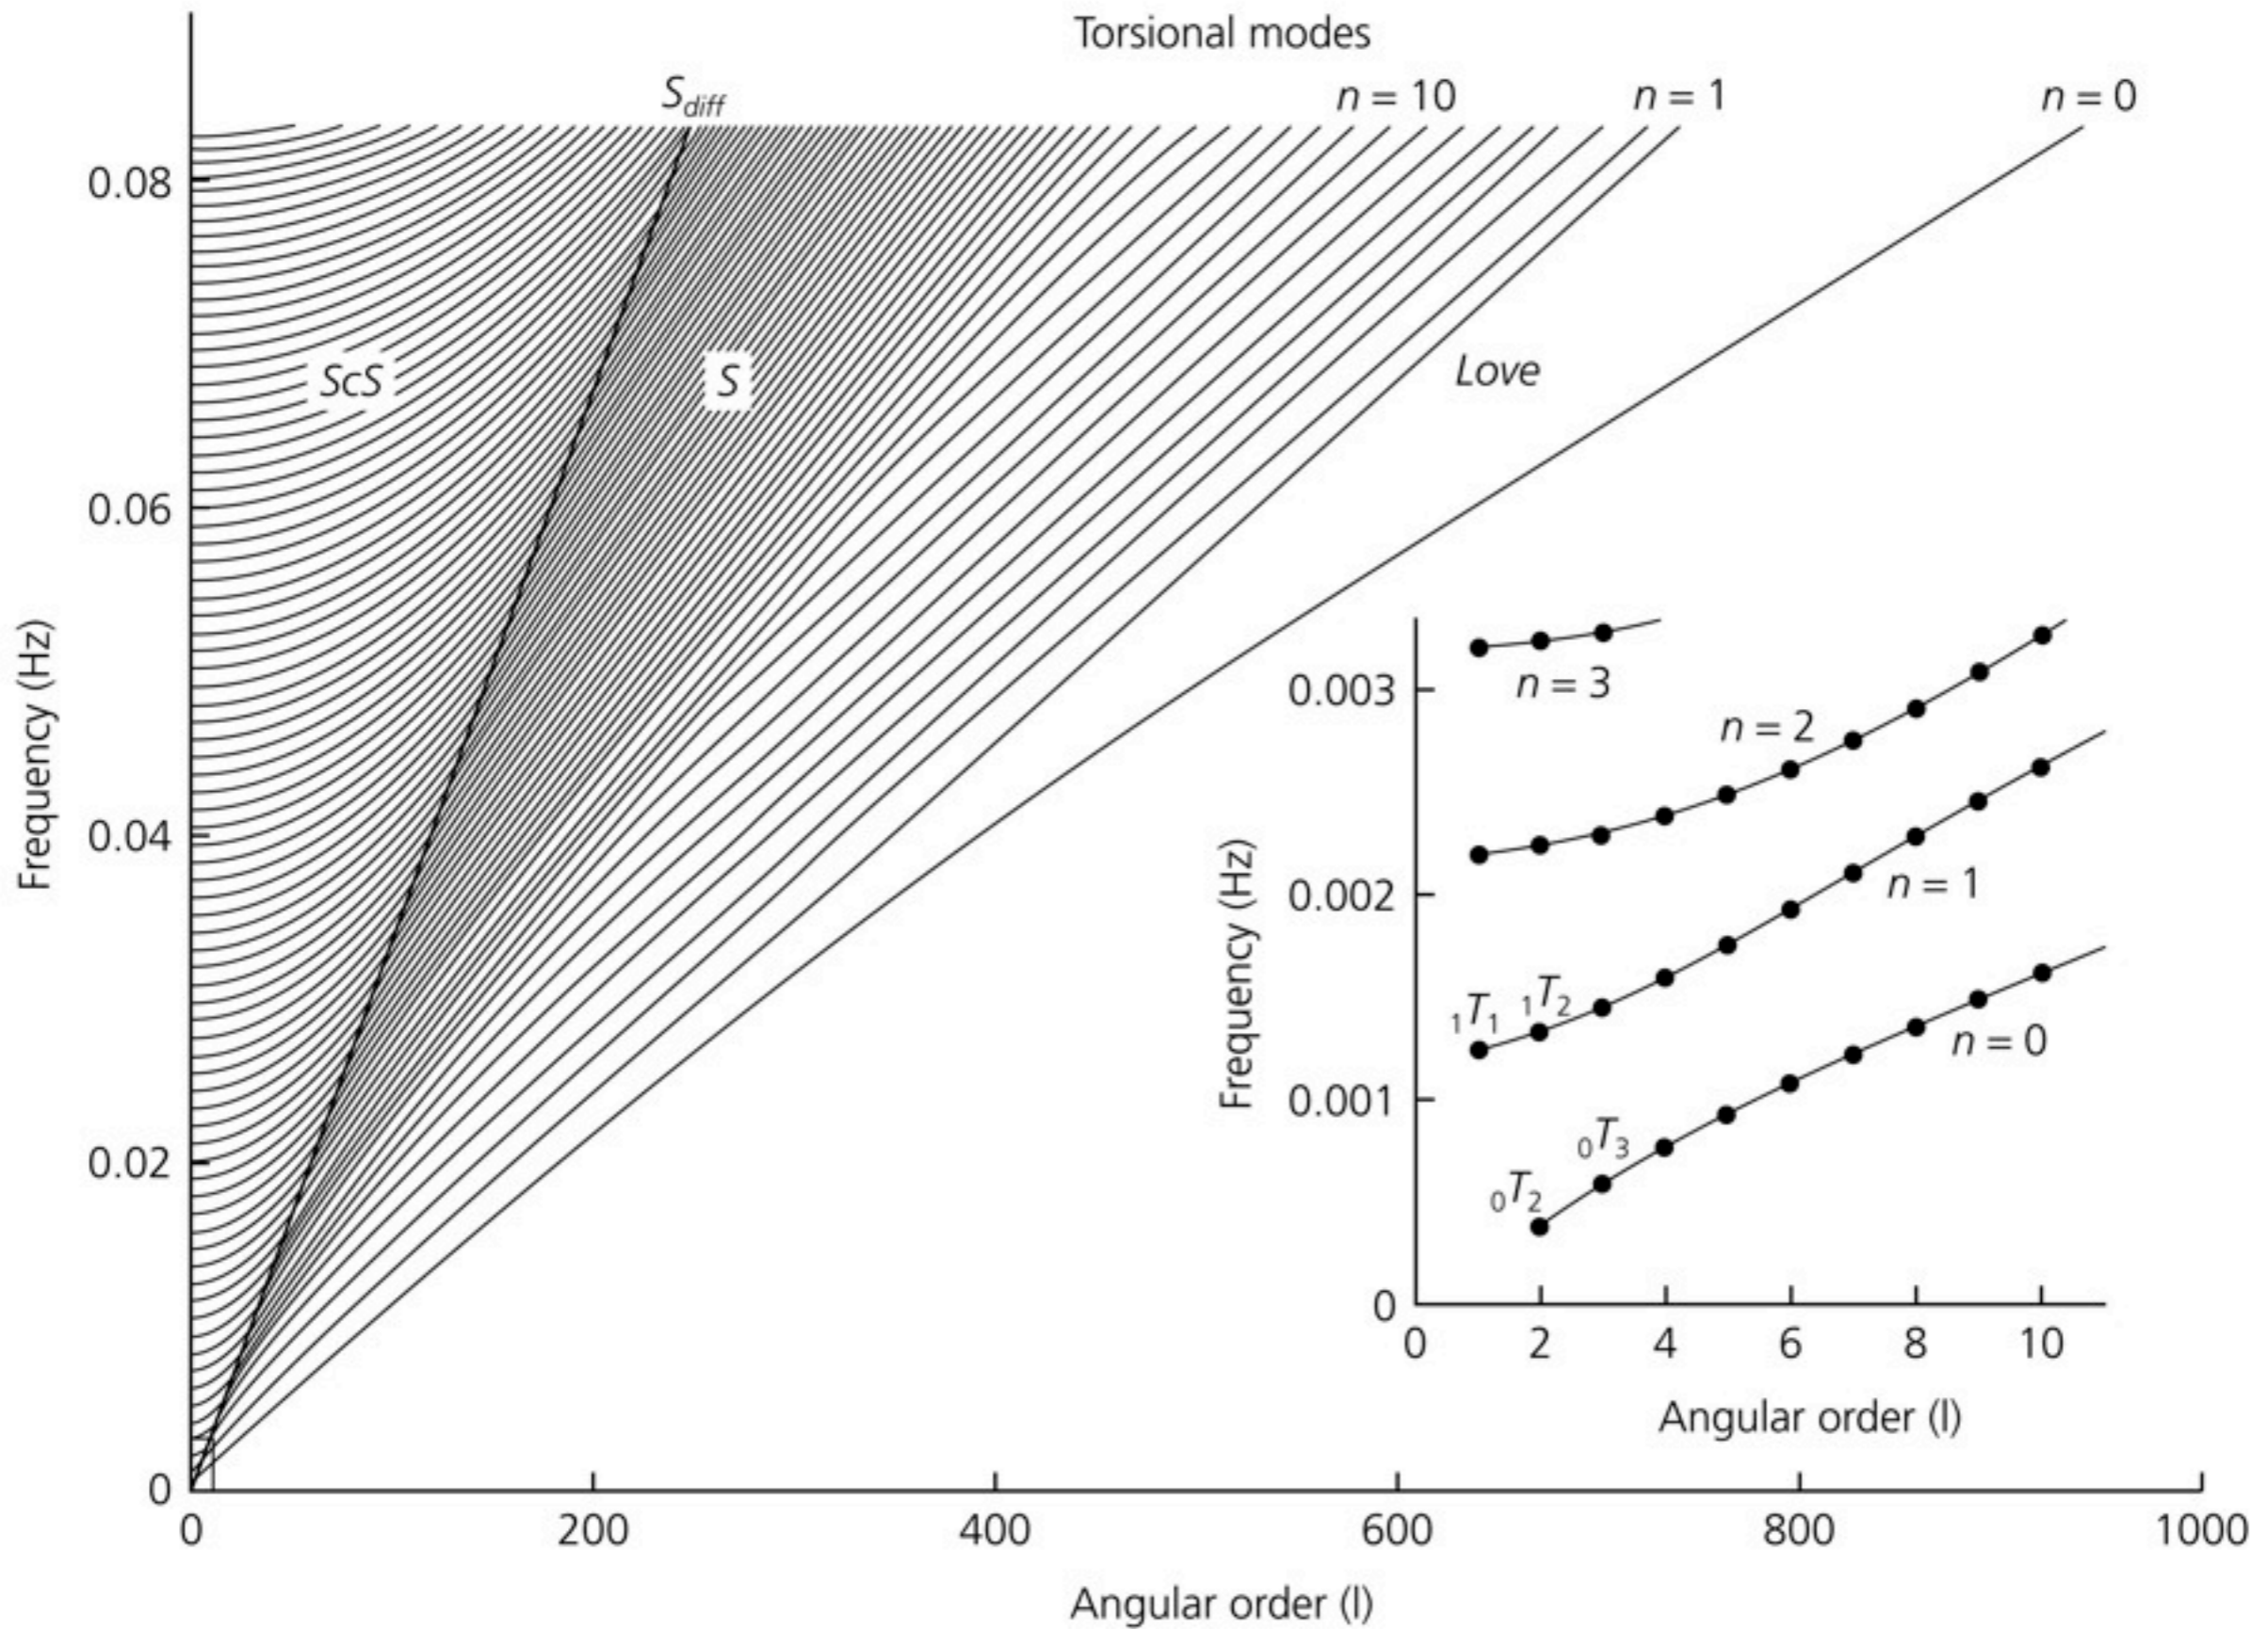 Torsional modes
S_diff
n = 10
n = 1
n = 0
0.08
ScS
S
Love
0.06
0.04
0.02
0
Frequency (Hz)
0
200
400
600
800
1000
Angular order (l)
0.003
n = 3
n = 2
0.002
n = 1
₁T₁
₁T₂
n = 0
0.001
₀T₃
₀T₂
0
Frequency (Hz)
0
2
4
6
8
10
Angular order (l)